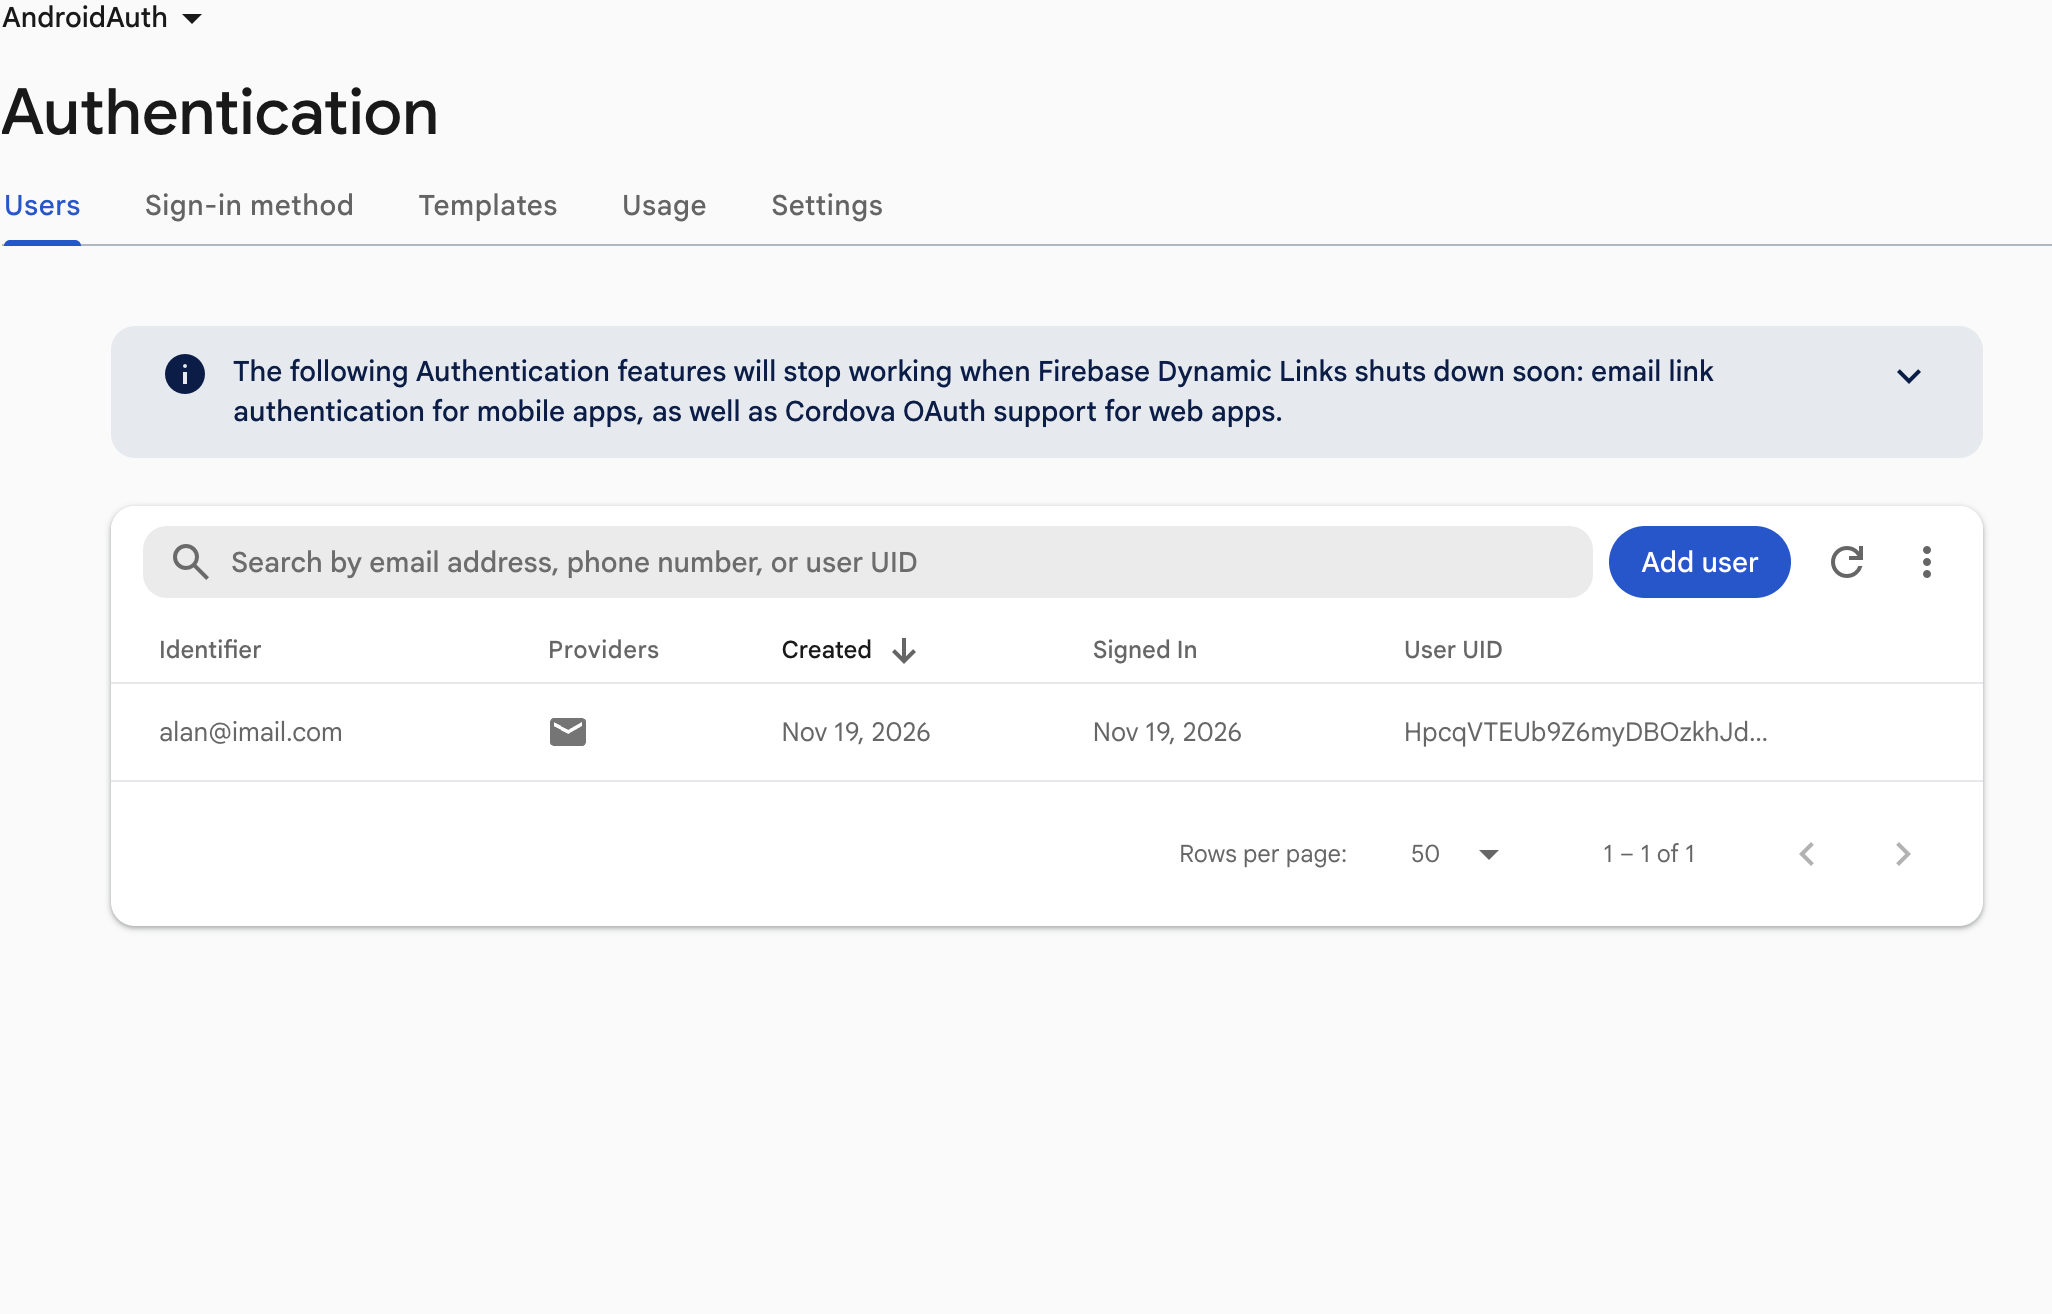 AndroidAuth
Authentication
Users Sign-in method Templates Usage Settings
The following Authentication features will stop working when Firebase Dynamic Links shuts down soon: email link
authentication for mobile apps, as well as Cordova OAuth support for web apps.
Search by email address, phone number, or user UID Add user
Identifier Providers Created Signed In User UID
alan@imail.com Nov 19, 2026 Nov 19, 2026 HpcqVTEUb9Z6myDBOzkhJd...
Rows per page: 50 1 – 1 of 1